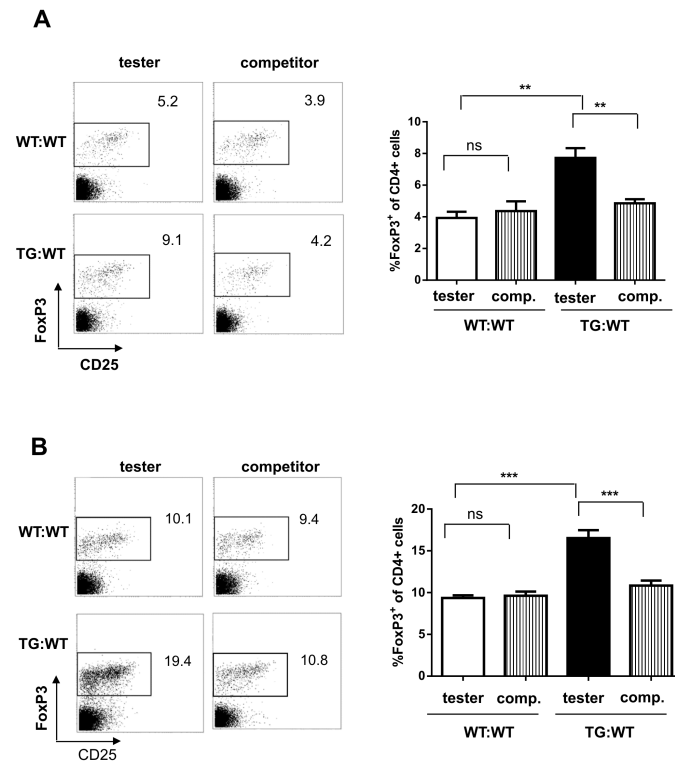 A
tester competitor
5.2 3.9
WT:WT
9.1 4.2
TG:WT
FoxP3
CD25
** 
**
ns
10
8
6
4
2
0
%FoxP3+ of CD4+ cells
tester comp. tester comp.
WT:WT TG:WT
B
tester competitor
10.1 9.4
WT:WT
TG:WT
19.4 10.8
FoxP3
CD25
***
***
ns
20
15
10
5
0
%FoxP3+ of CD4+ cells
tester comp. tester comp.
WT:WT TG:WT